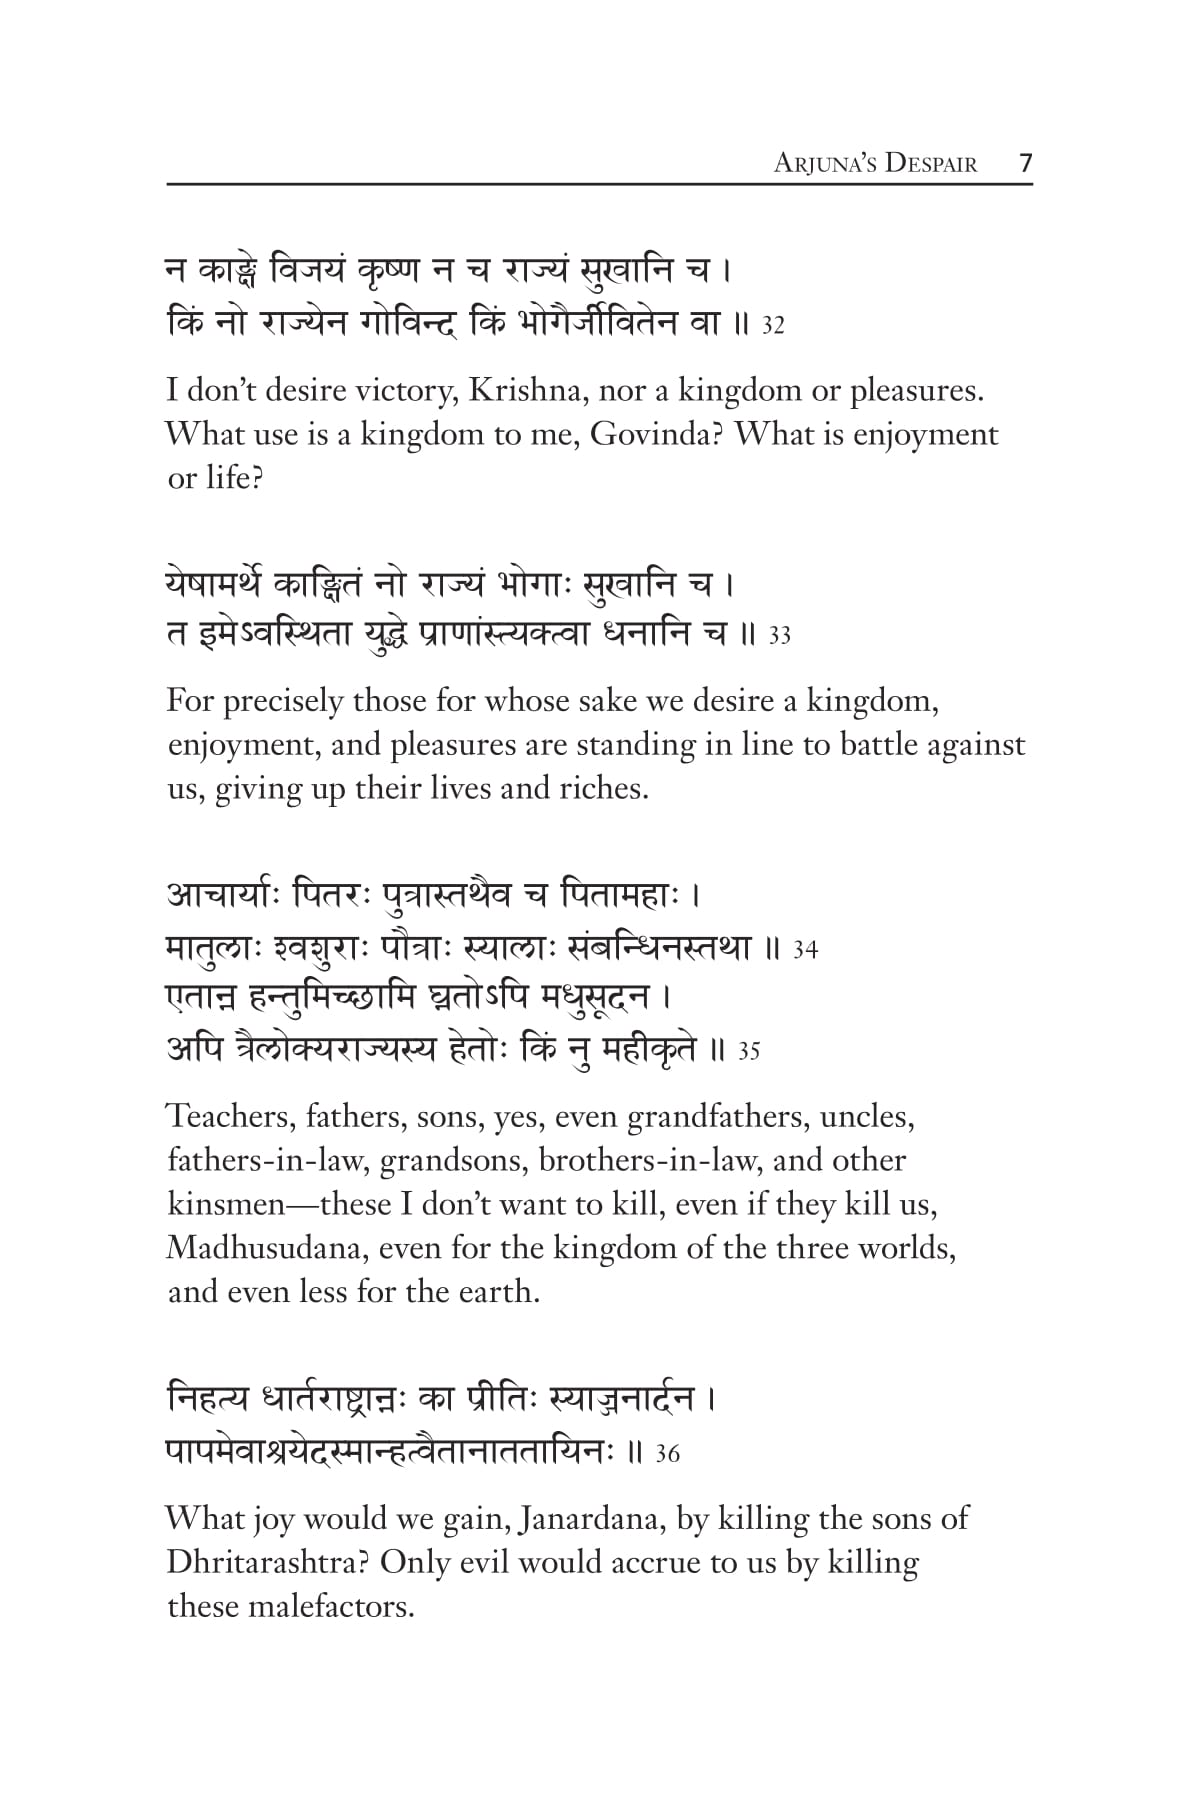 Arjuna’s Despair 7
न काङ्क्षे विजयं कृष्ण न च राज्यं सुखानि च ।
किं नो राज्येन गोविन्द किं भोगैर्जीवितेन वा ॥ 32
I don’t desire victory, Krishna, nor a kingdom or pleasures.
What use is a kingdom to me, Govinda? What is enjoyment
or life?
येषामर्थे काङ्क्षितं नो राज्यं भोगाः सुखानि च ।
त इमेऽवस्थिता युद्धे प्राणांस्त्यक्त्वा धनानि च ॥ 33
For precisely those for whose sake we desire a kingdom,
enjoyment, and pleasures are standing in line to battle against
us, giving up their lives and riches.
आचार्याः पितरः पुत्रास्तथैव च पितामहाः ।
मातुलाः श्वशुराः पौत्राः स्यालाः संबन्धिनस्तथा ॥ 34
एतान्न हन्तुमिच्छामि घ्नतोऽपि मधुसूदन ।
अपि त्रैलोक्यराज्यस्य हेतोः किं नु महीकृते ॥ 35
Teachers, fathers, sons, yes, even grandfathers, uncles,
fathers-in-law, grandsons, brothers-in-law, and other
kinsmen—these I don’t want to kill, even if they kill us,
Madhusudana, even for the kingdom of the three worlds,
and even less for the earth.
निहत्य धार्तराष्ट्रान्नः का प्रीतिः स्याज्जनार्दन ।
पापमेवाश्रयेदस्मान्हत्वैतानाततायिनः ॥ 36
What joy would we gain, Janardana, by killing the sons of
Dhritarashtra? Only evil would accrue to us by killing
these malefactors.